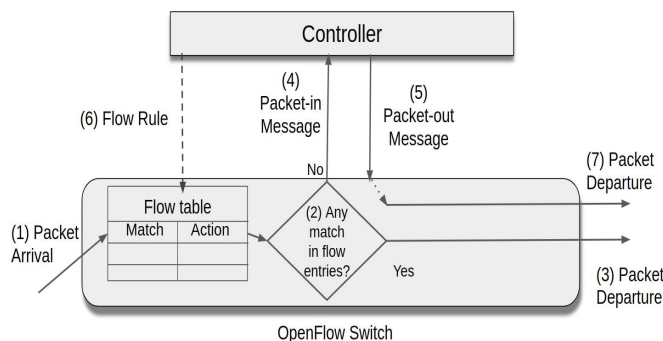 Controller
(4)
Packet-in
Message
(5)
Packet-out
Message
(6) Flow Rule
(7) Packet
Departure
No
Flow table
Match Action
(1) Packet
Arrival
(2) Any
match
in flow
entries?
Yes
(3) Packet
Departure
OpenFlow Switch